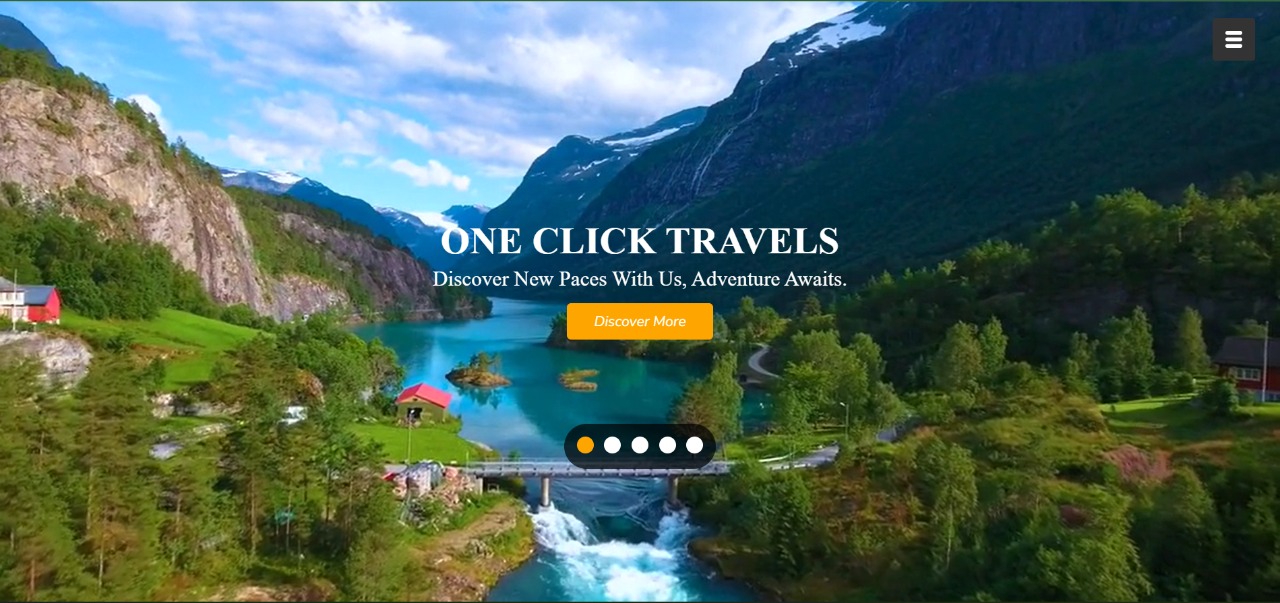 ONE CLICK TRAVELS
Discover New Paces With Us, Adventure Awaits.
Discover More